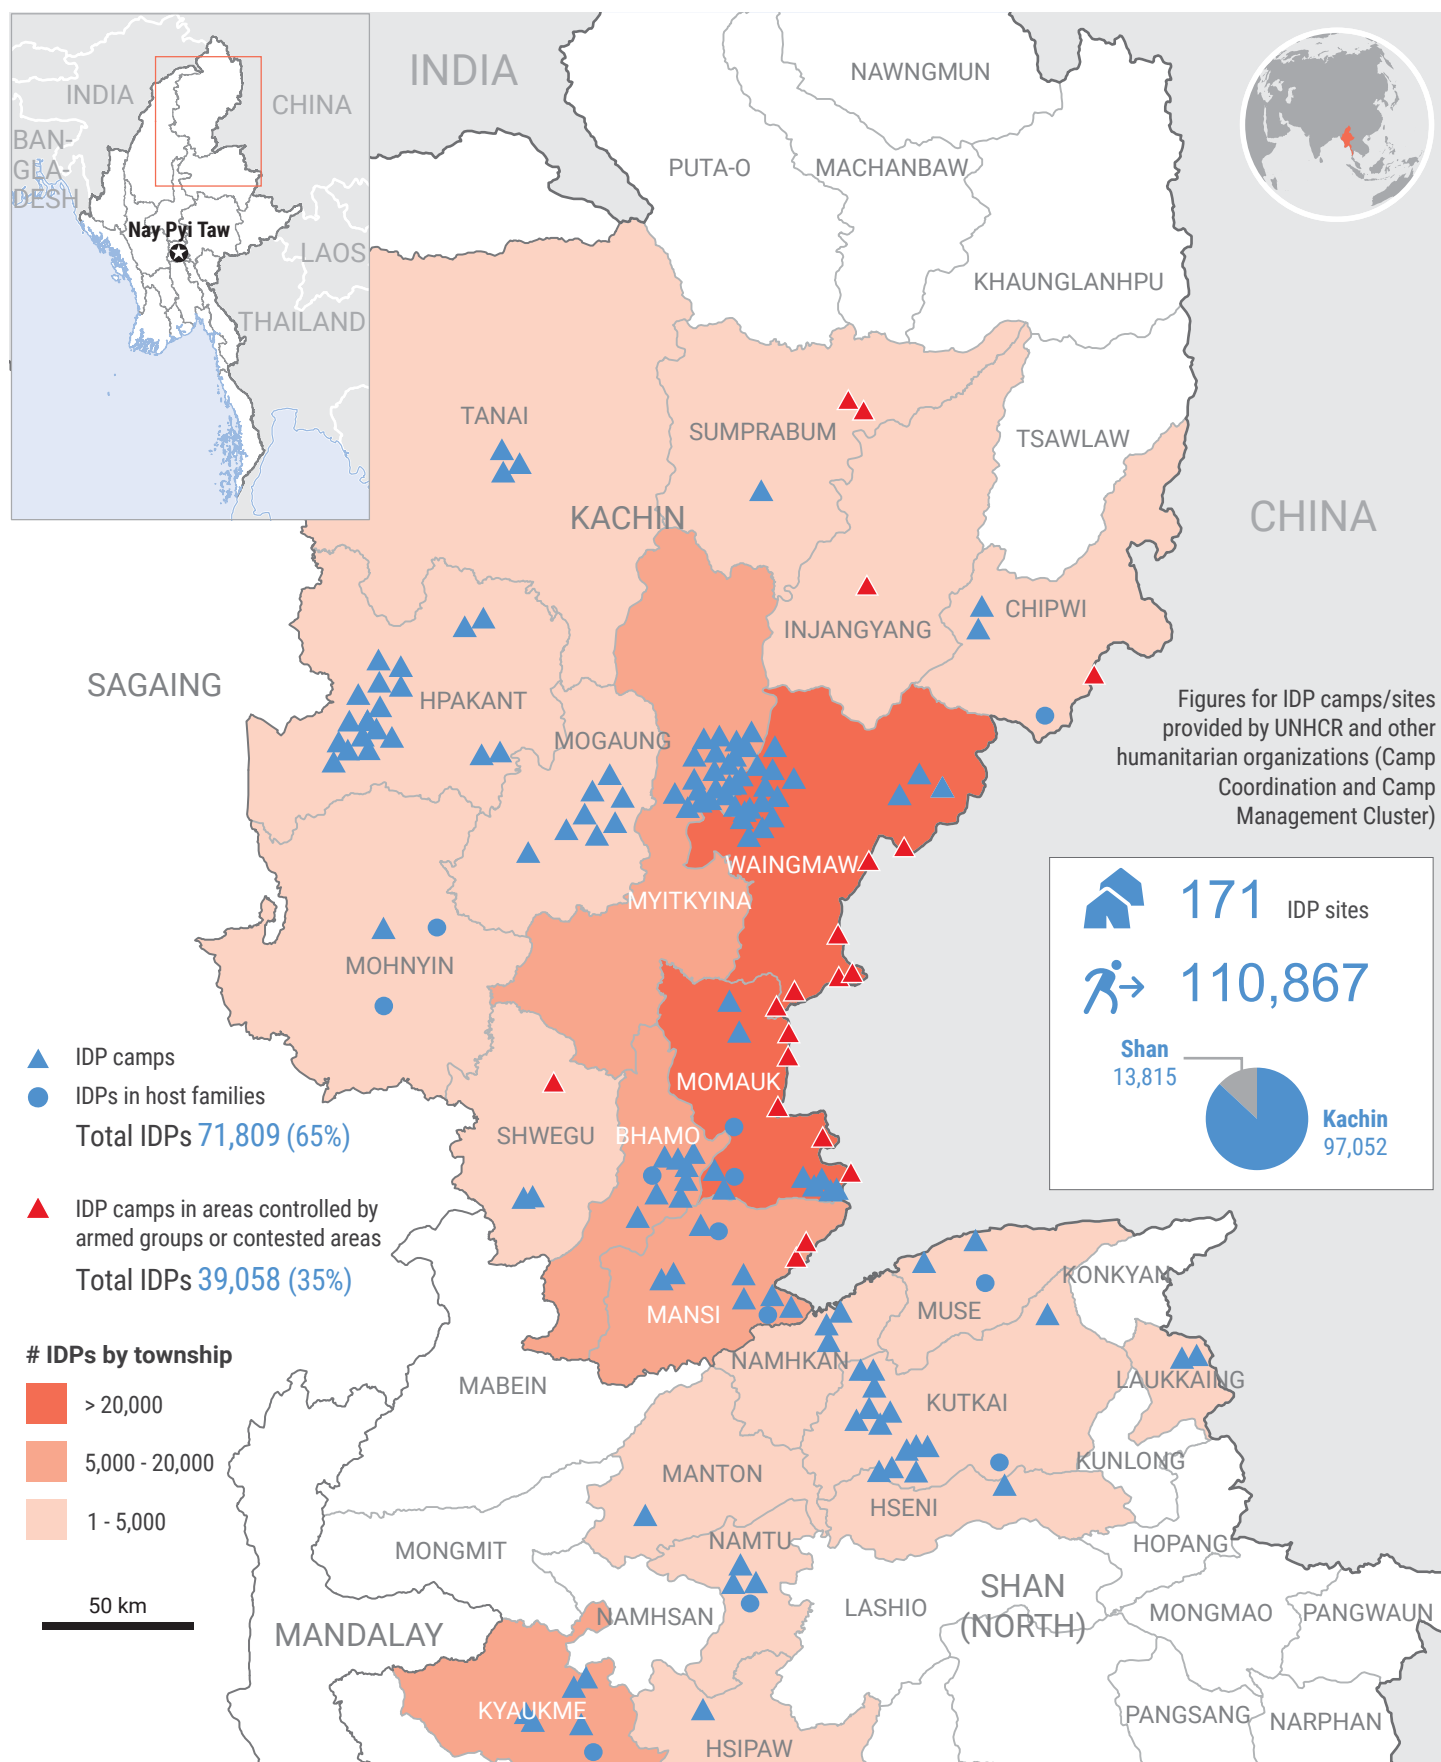 INDIA
CHINA
BAN-
GLA-
DESH
Nay Pyi Taw
LAOS
THAILAND
INDIA
NAWNGMUN
PUTA-O
MACHANBAW
KHAUNGLANHPU
TANAI
SUMPRABUM
TSAWLAW
KACHIN
CHINA
CHIPWI
INJANGYANG
SAGAING
HPAKANT
MOGAUNG
Figures for IDP camps/sites
provided by UNHCR and other
humanitarian organizations (Camp
Coordination and Camp
Management Cluster)
WAINGMAW
MYITKYINA
171 IDP sites
110,867
Shan
13,815
Kachin
97,052
MOHNYIN
IDP camps
IDPs in host families
Total IDPs 71,809 (65%)
IDP camps in areas controlled by
armed groups or contested areas
Total IDPs 39,058 (35%)
MOMAUK
SHWEGU
BHAMO
MANSI
KONKYAN
MUSE
NAMHKAN
LAUKKAING
# IDPs by township
> 20,000
5,000 - 20,000
1 - 5,000
50 km
MABEIN
KUTKAI
KUNLONG
MANTON
HSENI
MONGMIT
NAMTU
HOPANG
SHAN
(NORTH)
NAMHSAN
LASHIO
MONGMAO
PANGWAUN
MANDALAY
KYAUKME
PANGSANG
NARPHAN
HSIPAW